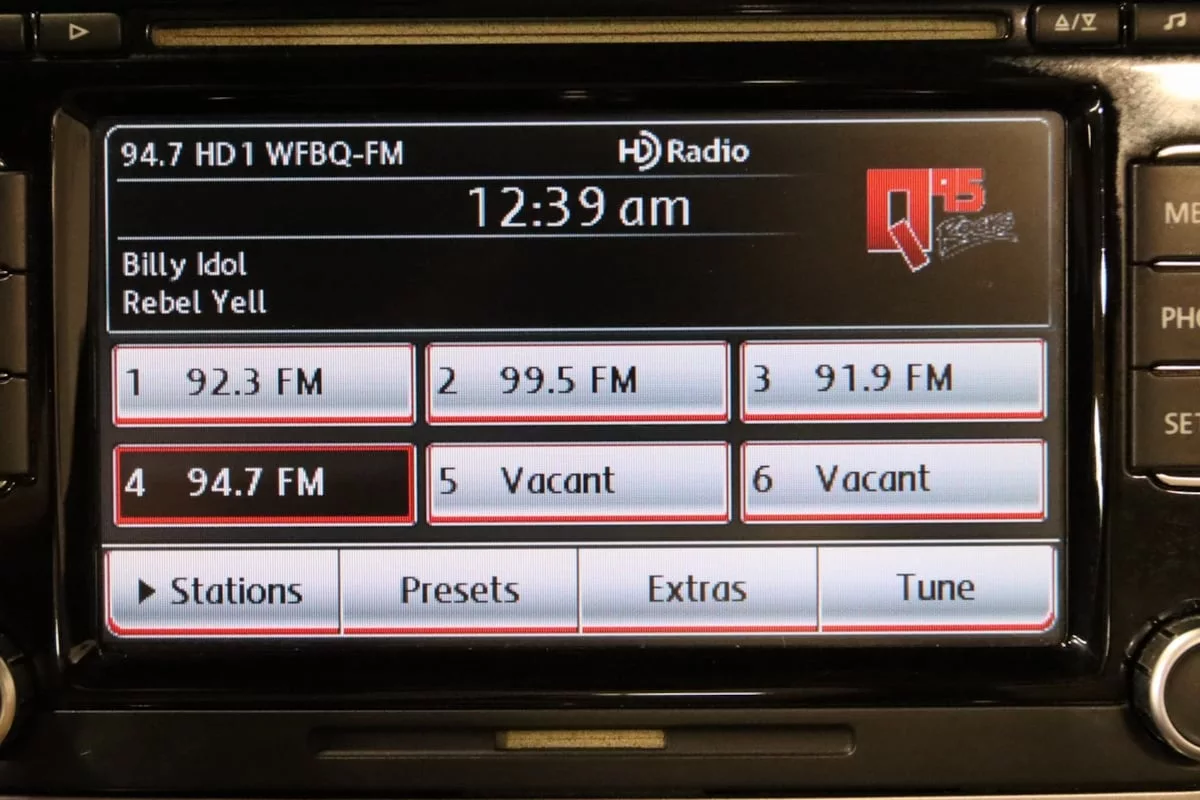 94.7 HD1 WFBQ-FM
HD Radio
12:39 am
Q95
Billy Idol
Rebel Yell
1 92.3 FM
2 99.5 FM
3 91.9 FM
4 94.7 FM
5 Vacant
6 Vacant
Stations
Presets
Extras
Tune